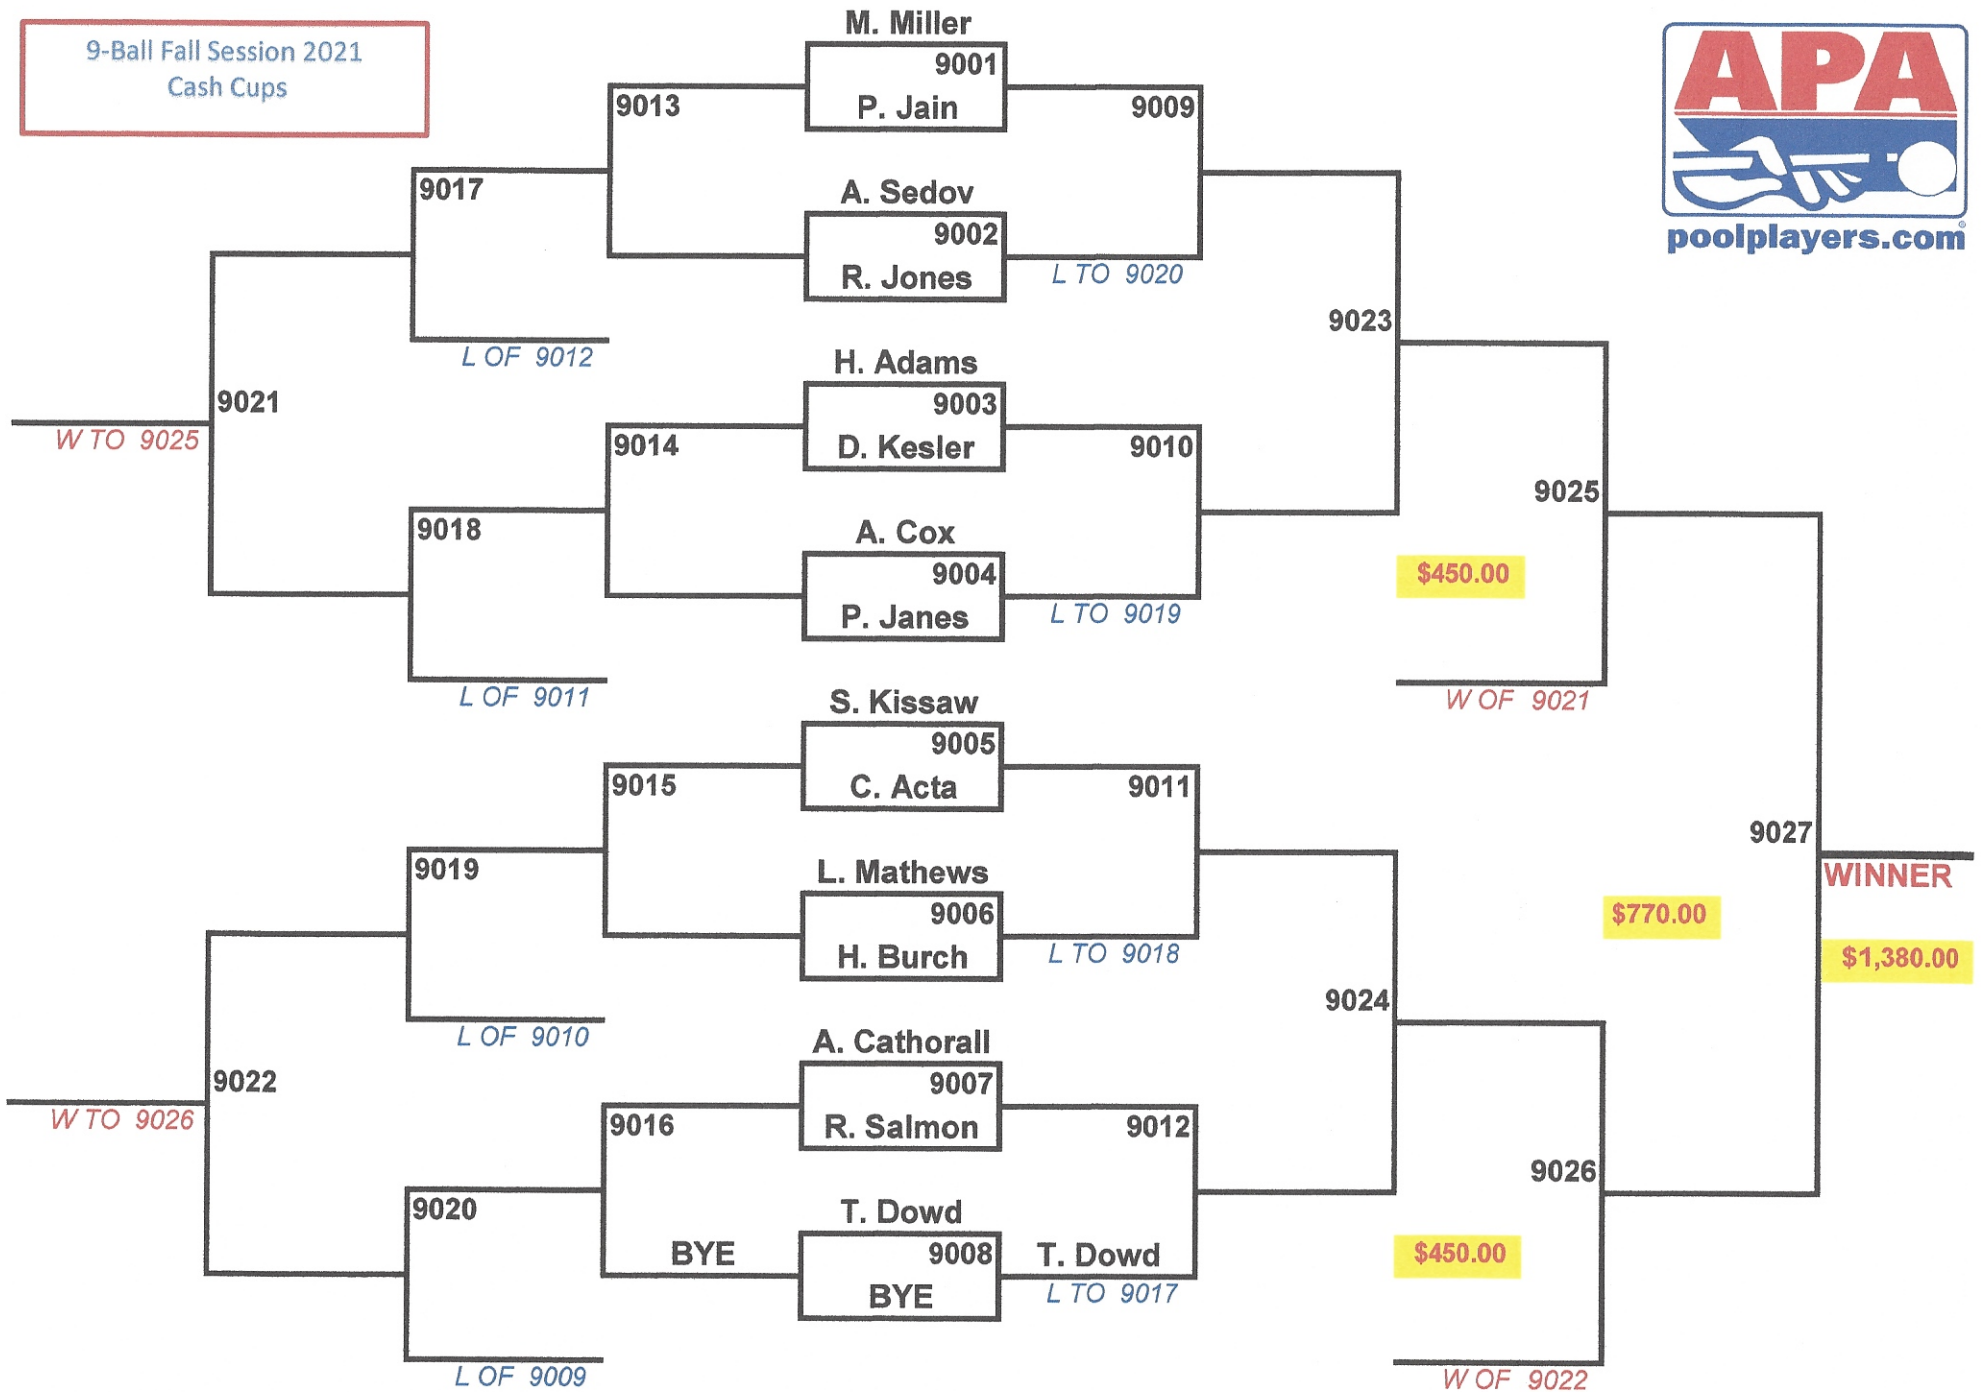 9-Ball Fall Session 2021
Cash Cups
APA
poolplayers.com
M. Miller
9001
P. Jain
9013
9009
A. Sedov
9002
R. Jones
9017
L TO 9020
L OF 9012
9023
H. Adams
9003
D. Kesler
9021
W TO 9025
9014
9010
A. Cox
9004
P. Janes
9018
L TO 9019
9025
$450.00
L OF 9011
W OF 9021
S. Kissaw
9005
C. Acta
9015
9011
L. Mathews
9006
H. Burch
9019
L TO 9018
9027
WINNER
$770.00
$1,380.00
L OF 9010
9024
A. Cathorall
9007
R. Salmon
9022
W TO 9026
9016
9012
T. Dowd
9008
BYE
9020
BYE
T. Dowd
L TO 9017
9026
$450.00
L OF 9009
W OF 9022